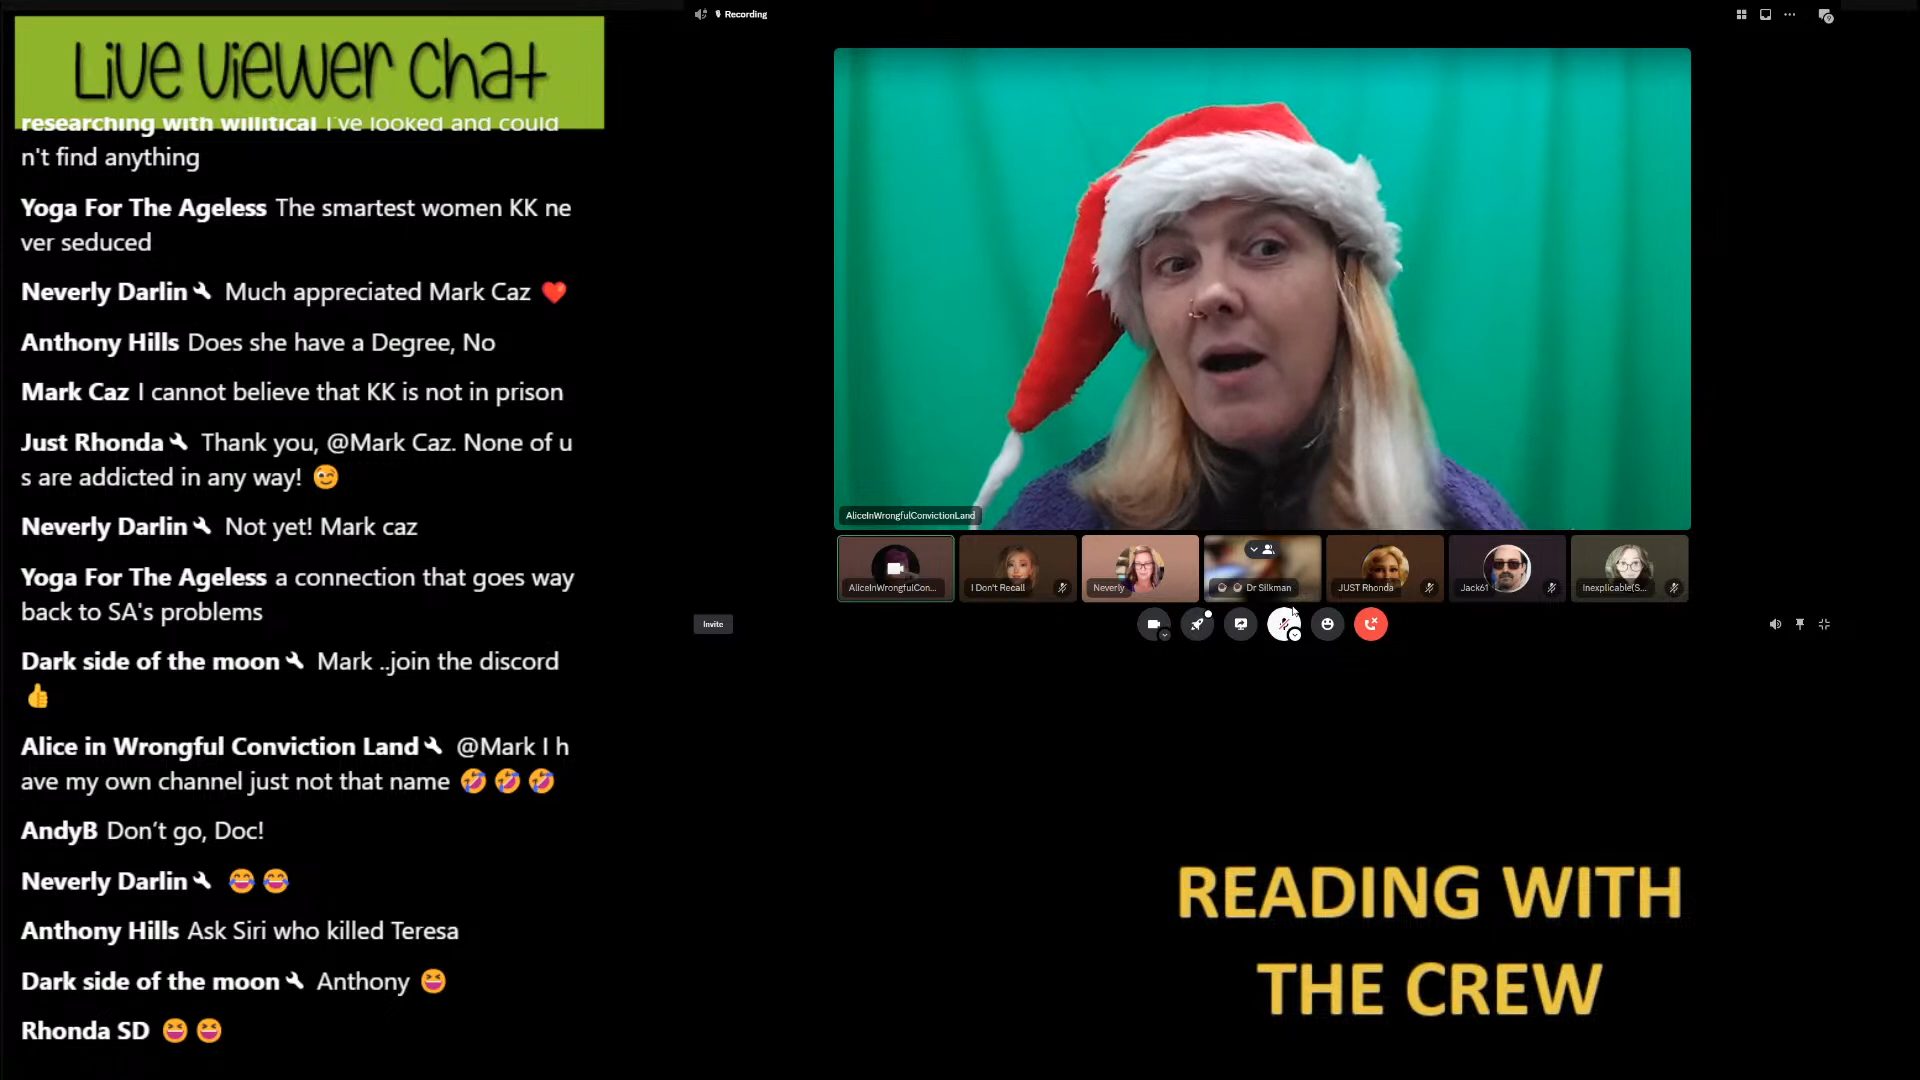 Live Viewer Chat
researching with willitical I've looked and could
n't find anything
Yoga For The Ageless The smartest women KK ne
ver seduced
Neverly Darlin Much appreciated Mark Caz ❤️
Anthony Hills Does she have a Degree, No
Mark Caz I cannot believe that KK is not in prison
Just Rhonda Thank you, @Mark Caz. None of u
s are addicted in any way! 😉
Neverly Darlin Not yet! Mark caz
Yoga For The Ageless a connection that goes way
back to SA's problems
Dark side of the moon Mark ..join the discord
👍
Alice in Wrongful Conviction Land @Mark I h
ave my own channel just not that name 🤣 🤣 🤣
AndyB Don't go, Doc!
Neverly Darlin 😂 😂
Anthony Hills Ask Siri who killed Teresa
Dark side of the moon Anthony 😆
Rhonda SD 😆 😆
Recording
AliceInWrongfulConvictionLand
AliceInWrongfulCon...
I Don't Recall
Neverly
Dr Silkman
JUST Rhonda
Jack61
Inexplicable(S...
Invite
READING WITH
THE CREW